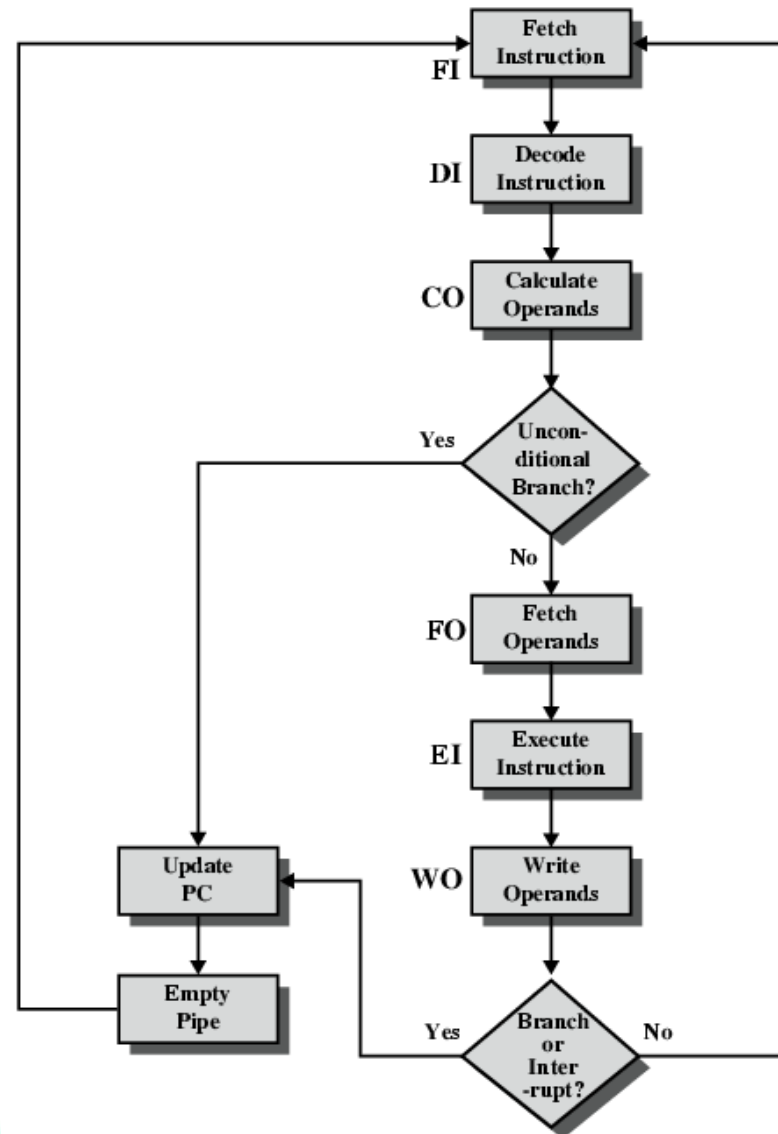 Fetch
Instruction
FI
Decode
Instruction
DI
Calculate
Operands
CO
Yes
Uncon-
ditional
Branch?
No
Fetch
Operands
FO
Execute
Instruction
EI
Update
PC
Write
Operands
WO
Empty
Pipe
Yes
Branch
or
Inter
-rupt?
No